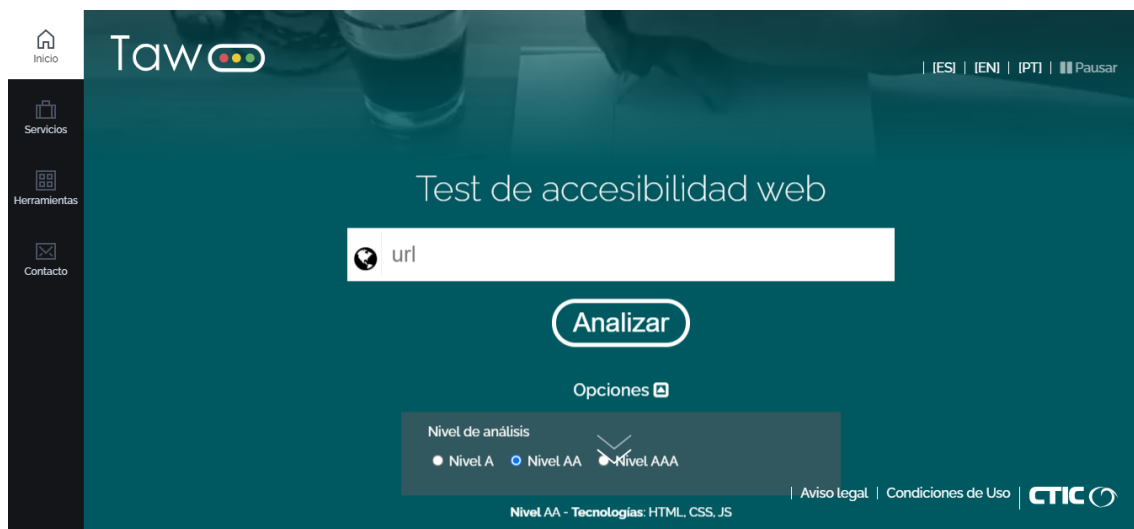 Inicio
Taw
| [ES] | [EN] | [PT] | Pausar
Servicios
Herramientas
Contacto
Test de accesibilidad web
url
Analizar
Opciones
Nivel de análisis
Nivel A Nivel AA Nivel AAA
| Aviso legal | Condiciones de Uso | CTIC
Nivel AA - Tecnologías: HTML, CSS, JS